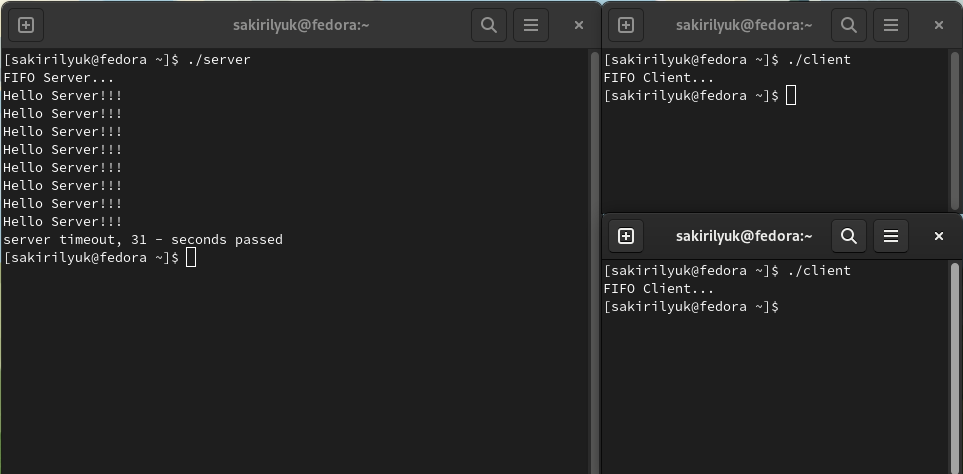 sakirilyuk@fedora:~
[sakirilyuk@fedora ~]$ ./server
FIFO Server...
Hello Server!!!
Hello Server!!!
Hello Server!!!
Hello Server!!!
Hello Server!!!
Hello Server!!!
Hello Server!!!
Hello Server!!!
server timeout, 31 - seconds passed
[sakirilyuk@fedora ~]$
sakirilyuk@fedora:~
[sakirilyuk@fedora ~]$ ./client
FIFO Client...
[sakirilyuk@fedora ~]$
sakirilyuk@fedora:~
[sakirilyuk@fedora ~]$ ./client
FIFO Client...
[sakirilyuk@fedora ~]$